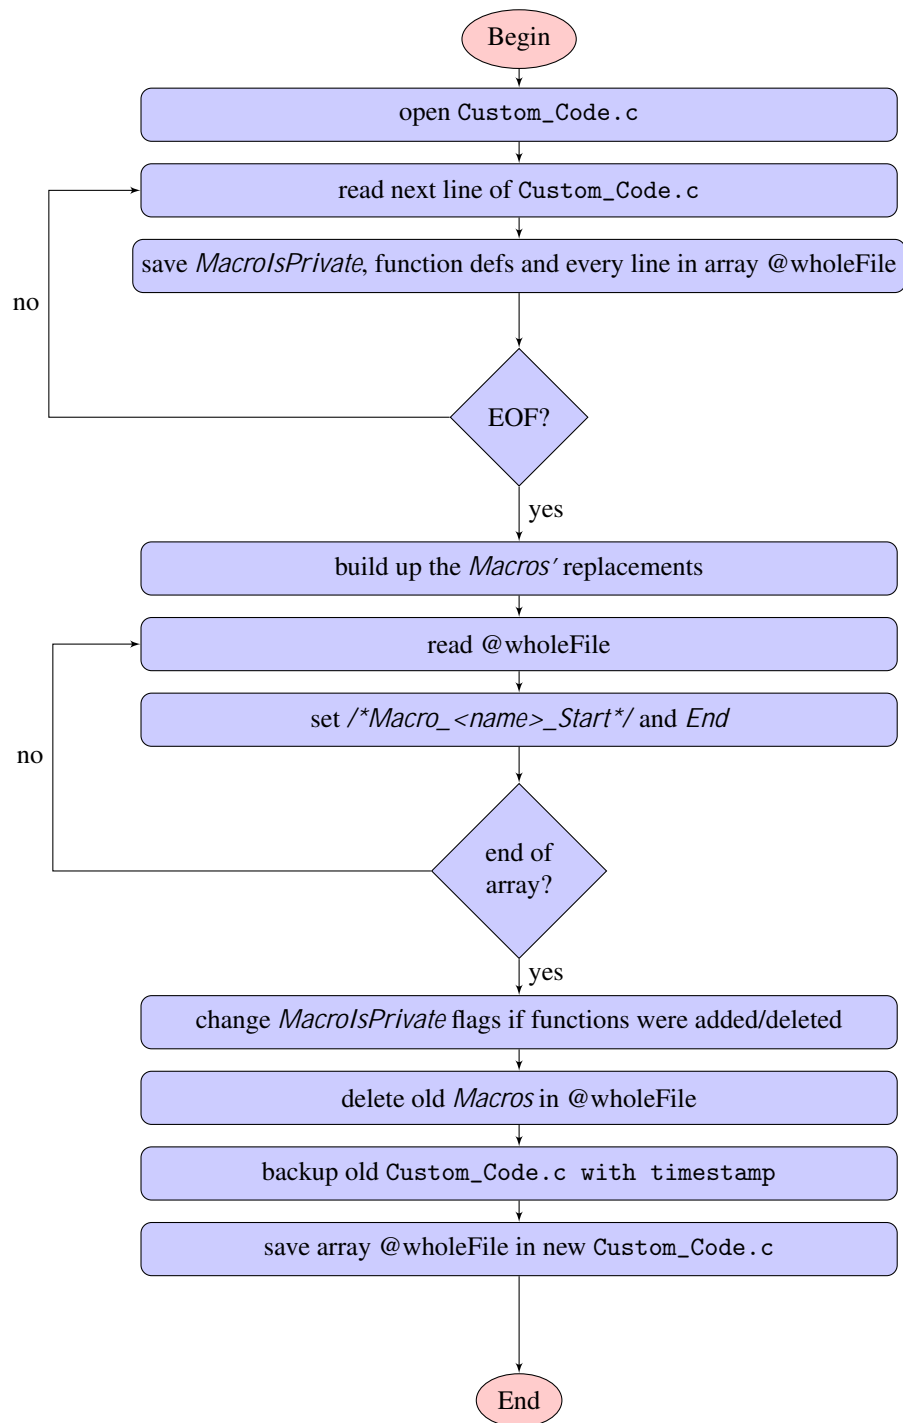 Begin
open Custom_Code.c
read next line of Custom_Code.c
save MacroIsPrivate, function defs and every line in array @wholeFile
no
EOF?
yes
build up the Macros' replacements
read @wholeFile
set /*Macro_<name>_Start*/ and End
no
end of
array?
yes
change MacroIsPrivate flags if functions were added/deleted
delete old Macros in @wholeFile
backup old Custom_Code.c with timestamp
save array @wholeFile in new Custom_Code.c
End